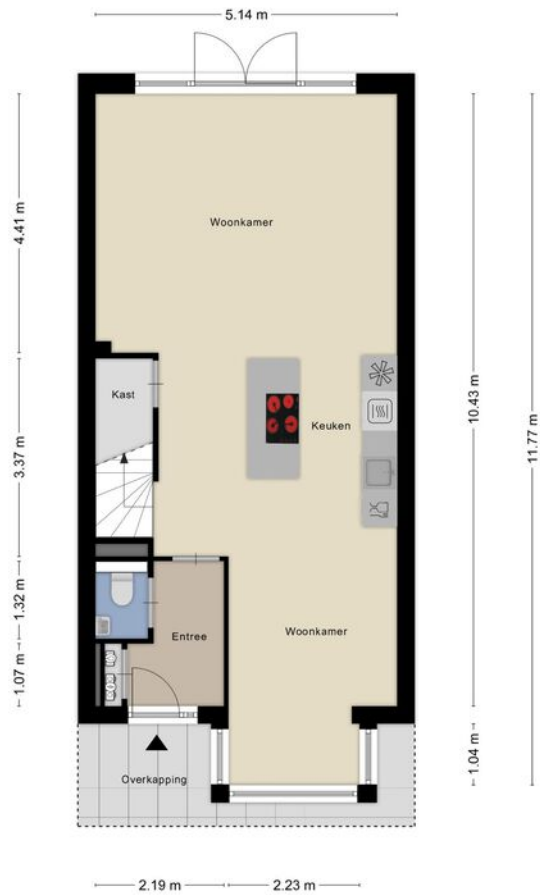 5.14 m
4.41 m
Woonkamer
10.43 m
11.77 m
Kast
Keuken
3.37 m
1.32 m
Entree
Woonkamer
1.07 m
Overkapping
1.04 m
2.19 m
2.23 m